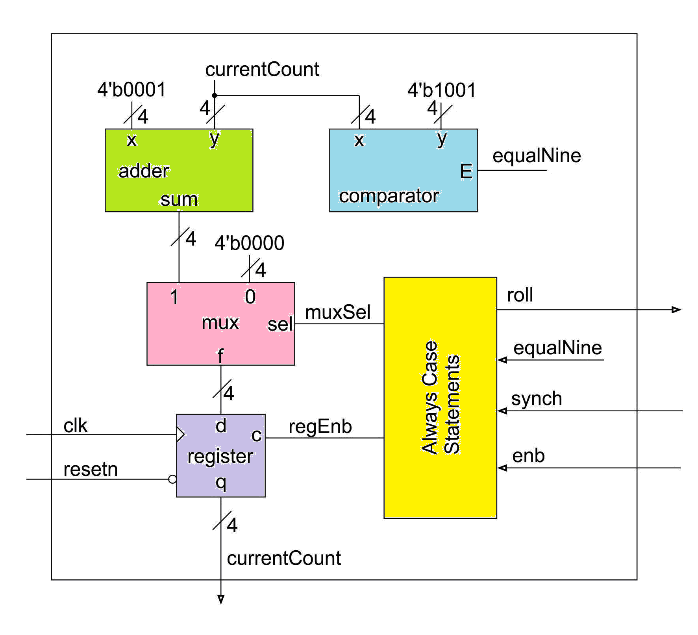 currentCount
4'b0001
4
4
4
4'b1001
4
x
y
x
y
adder
sum
E
comparator
equalNine
4
4'b0000
4
1
0
mux
sel
f
muxSel
roll
equalNine
synch
enb
Always Case
Statements
4
clk
d
c
regEnb
register
resetn
q
4
currentCount